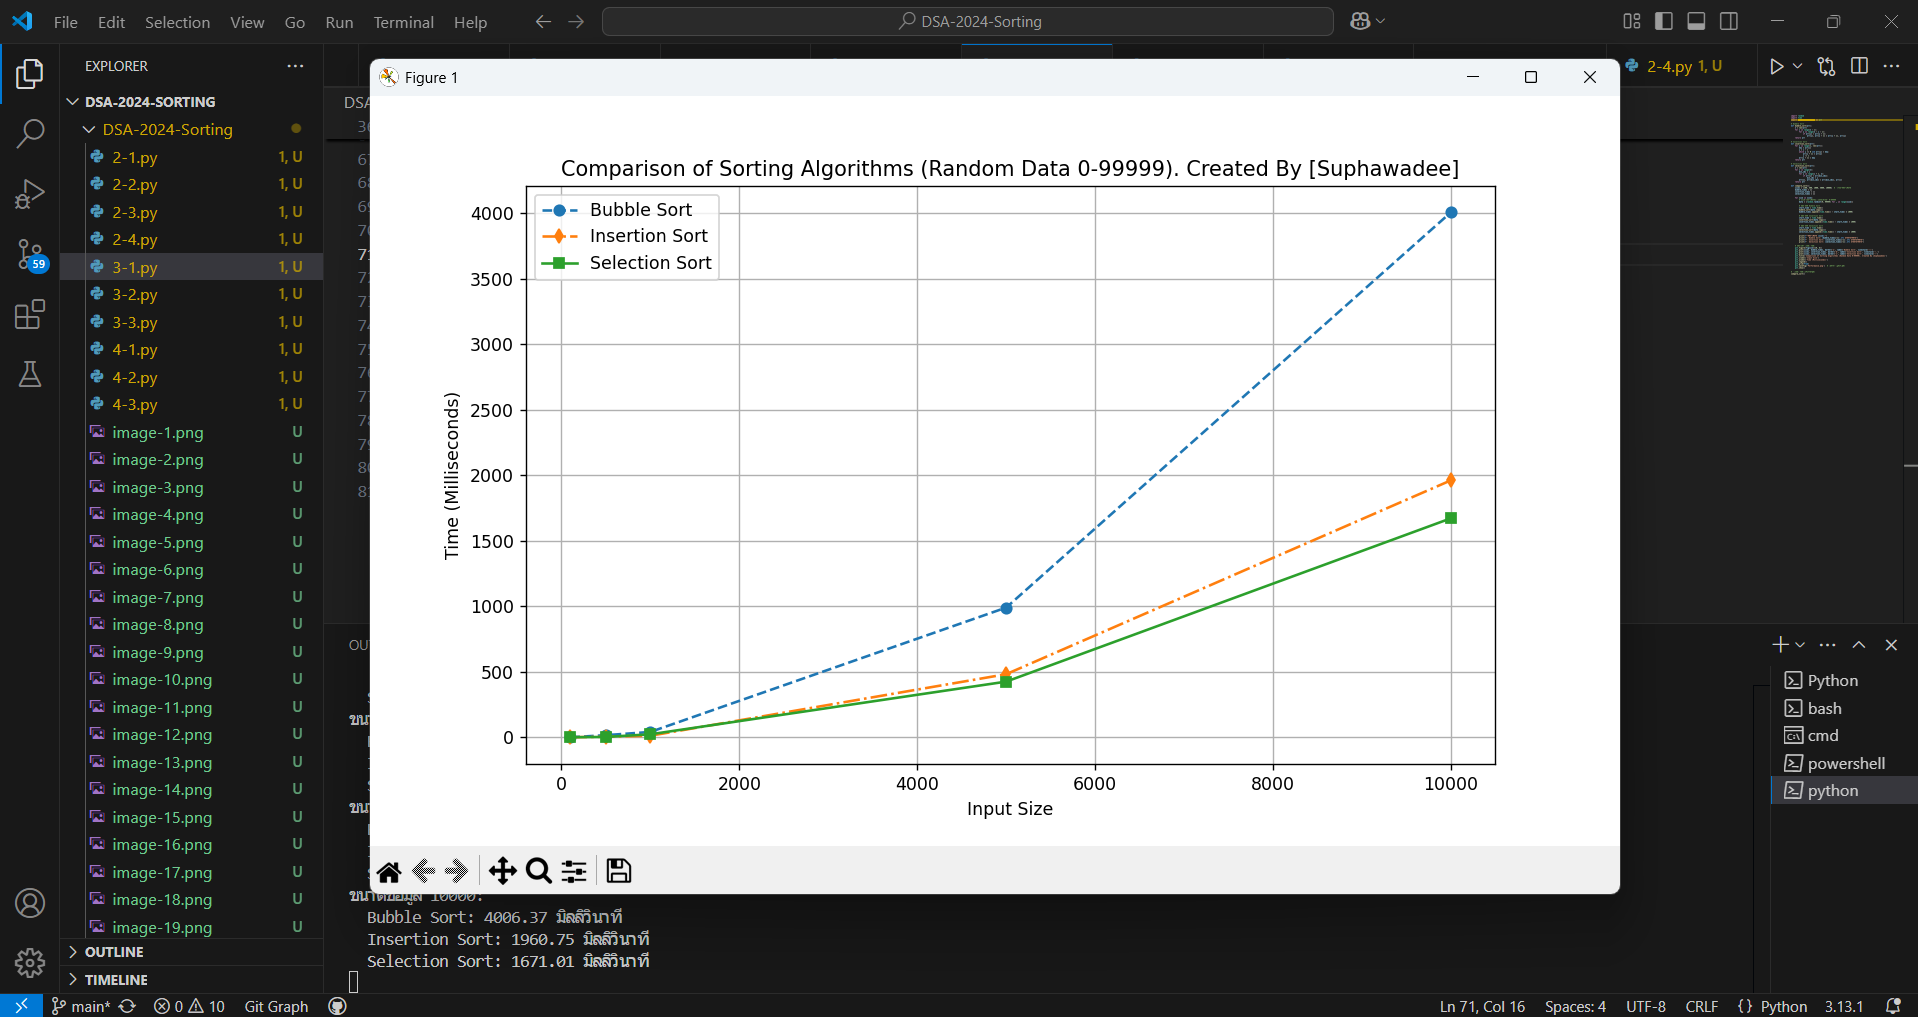 File Edit Selection View Go Run Terminal Help
DSA-2024-Sorting
EXPLORER
DSA-2024-SORTING
DSA-2024-Sorting
2-1.py 1, U
2-2.py 1, U
2-3.py 1, U
2-4.py 1, U
3-1.py 1, U
3-2.py 1, U
3-3.py 1, U
4-1.py 1, U
4-2.py 1, U
4-3.py 1, U
image-1.png U
image-2.png U
image-3.png U
image-4.png U
image-5.png U
image-6.png U
image-7.png U
image-8.png U
image-9.png U
image-10.png U
image-11.png U
image-12.png U
image-13.png U
image-14.png U
image-15.png U
image-16.png U
image-17.png U
image-18.png U
image-19.png U
OUTLINE
TIMELINE
59
2-4.py 1, U
Figure 1
Comparison of Sorting Algorithms (Random Data 0-99999). Created By [Suphawadee]
Bubble Sort
Insertion Sort
Selection Sort
4000
3500
3000
2500
2000
1500
1000
500
0
Time (Milliseconds)
0 2000 4000 6000 8000 10000
Input Size
ขนาดข้อมูล 10000:
Bubble Sort: 4006.37 มิลลิวินาที
Insertion Sort: 1960.75 มิลลิวินาที
Selection Sort: 1671.01 มิลลิวินาที
Python
bash
cmd
powershell
python
main* 0 10 Git Graph
Ln 71, Col 16 Spaces: 4 UTF-8 CRLF {} Python 3.13.1